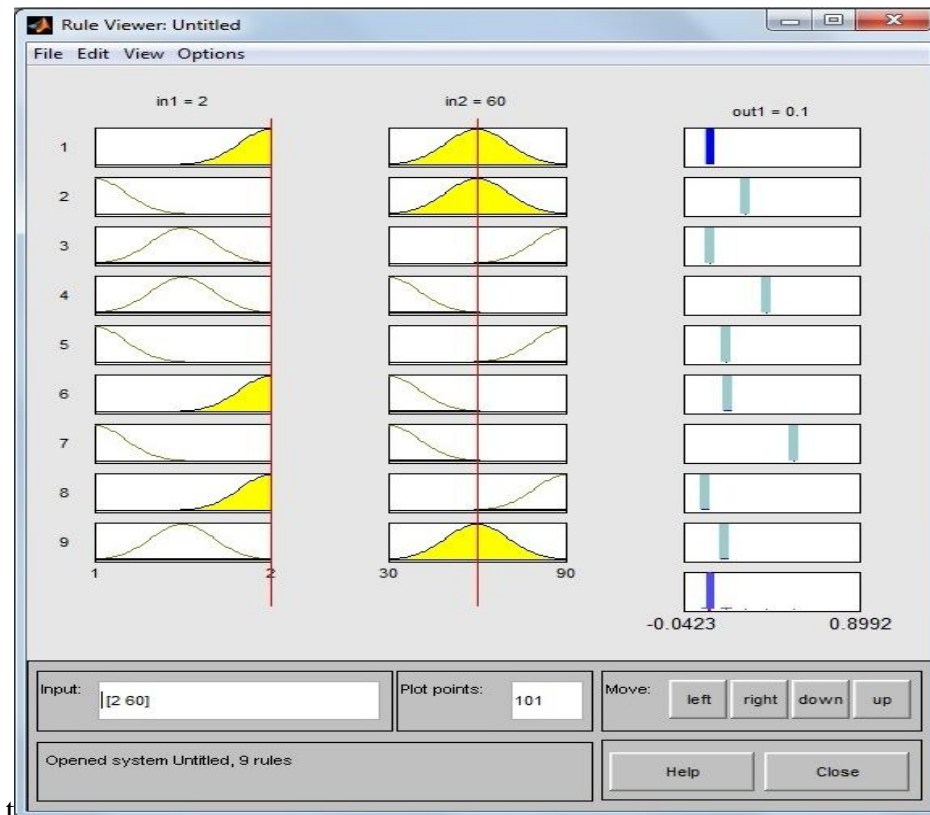 Rule Viewer: Untitled
File Edit View Options
in1 = 2
in2 = 60
out1 = 0.1
1
2
3
4
5
6
7
8
9
1 2
30 90
-0.0423 0.8992
Input:
[2 60]
Plot points:
101
Move:
left
right
down
up
Opened system Untitled, 9 rules
Help
Close
t